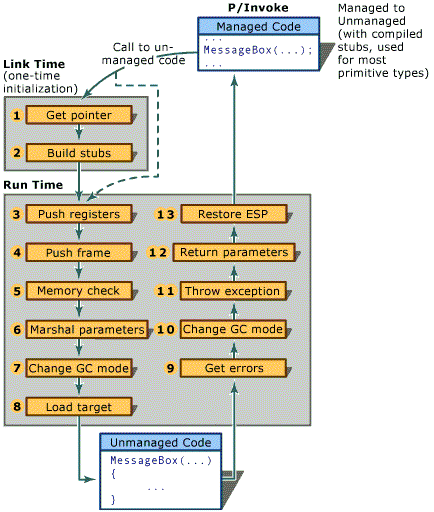 P/Invoke
Managed Code
...
MessageBox(...);
...
Managed to
Unmanaged
(with compiled
stubs, used
for most
primitive types)
Call to un-
managed code
Link Time
(one-time
initialization)
1 Get pointer
2 Build stubs
Run Time
3 Push registers
4 Push frame
5 Memory check
6 Marshal parameters
7 Change GC mode
8 Load target
13 Restore ESP
12 Return parameters
11 Throw exception
10 Change GC mode
9 Get errors
Unmanaged Code
MessageBox(...)
{
...
}